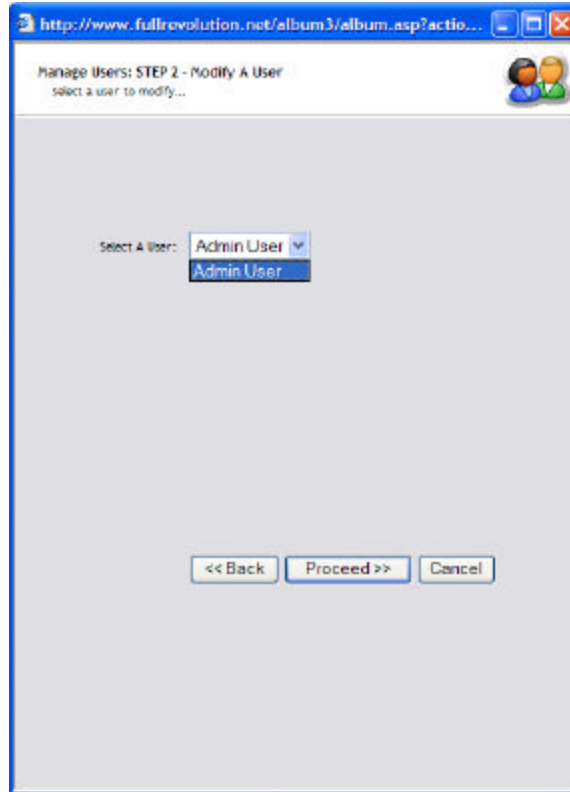 http://www.fullrevolution.net/album3/album.asp?actio...
Manage Users: STEP 2 - Modify A User
select a user to modify...
Select A User:
Admin User
Admin User
<< Back
Proceed >>
Cancel